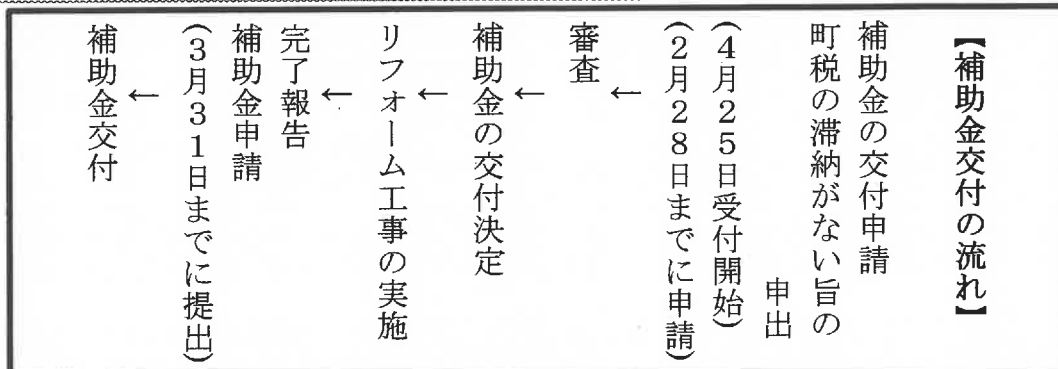 【補助金交付の流れ】
補助金の交付申請
町税の滞納がない旨の
申出
(4月25日受付開始)
(2月28日までに申請)
←
審査
←
補助金の交付決定
←
リフォーム工事の実施
←
完了報告
補助金申請
(3月31日までに提出)
←
補助金交付